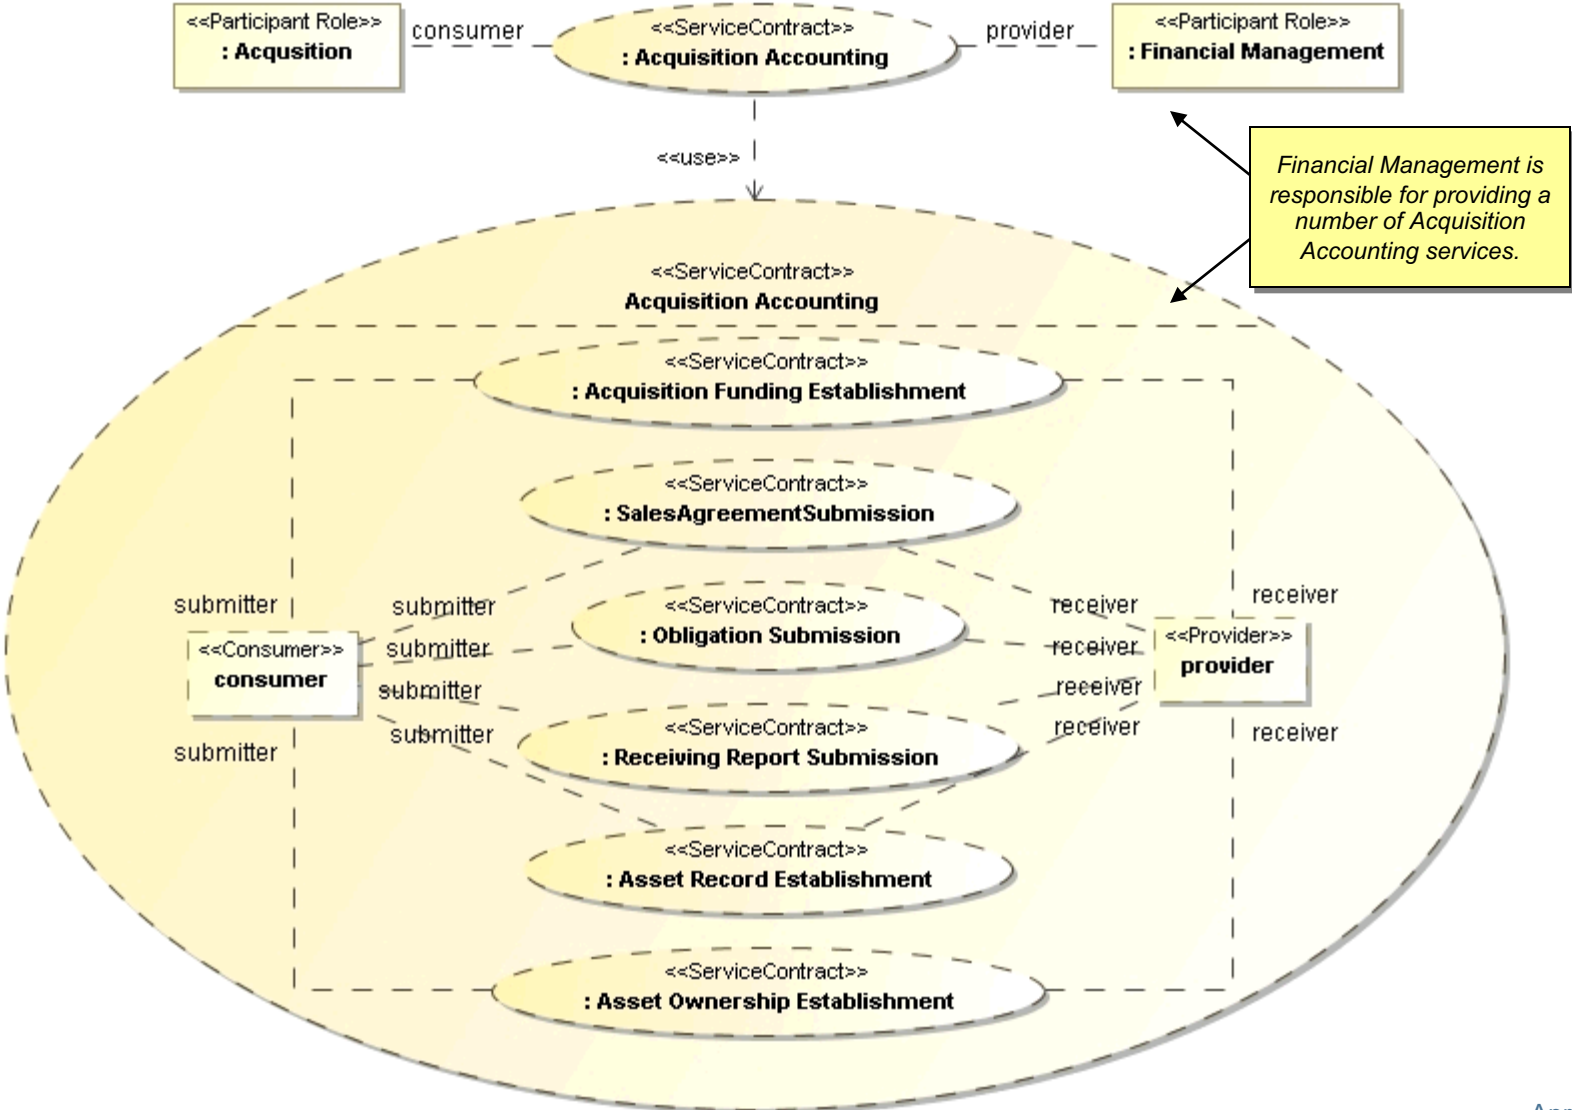 <<Participant Role>>
: Acqusition
consumer
<<ServiceContract>>
: Acquisition Accounting
provider
<<Participant Role>>
: Financial Management
<<use>>
Financial Management is
responsible for providing a
number of Acquisition
Accounting services.
<<ServiceContract>>
Acquisition Accounting
<<ServiceContract>>
: Acquisition Funding Establishment
<<ServiceContract>>
: SalesAgreementSubmission
submitter
submitter
<<ServiceContract>>
: Obligation Submission
receiver
receiver
<<Consumer>>
consumer
submitter
submitter
submitter
submitter
receiver
receiver
receiver
receiver
<<Provider>>
provider
<<ServiceContract>>
: Receiving Report Submission
<<ServiceContract>>
: Asset Record Establishment
<<ServiceContract>>
: Asset Ownership Establishment